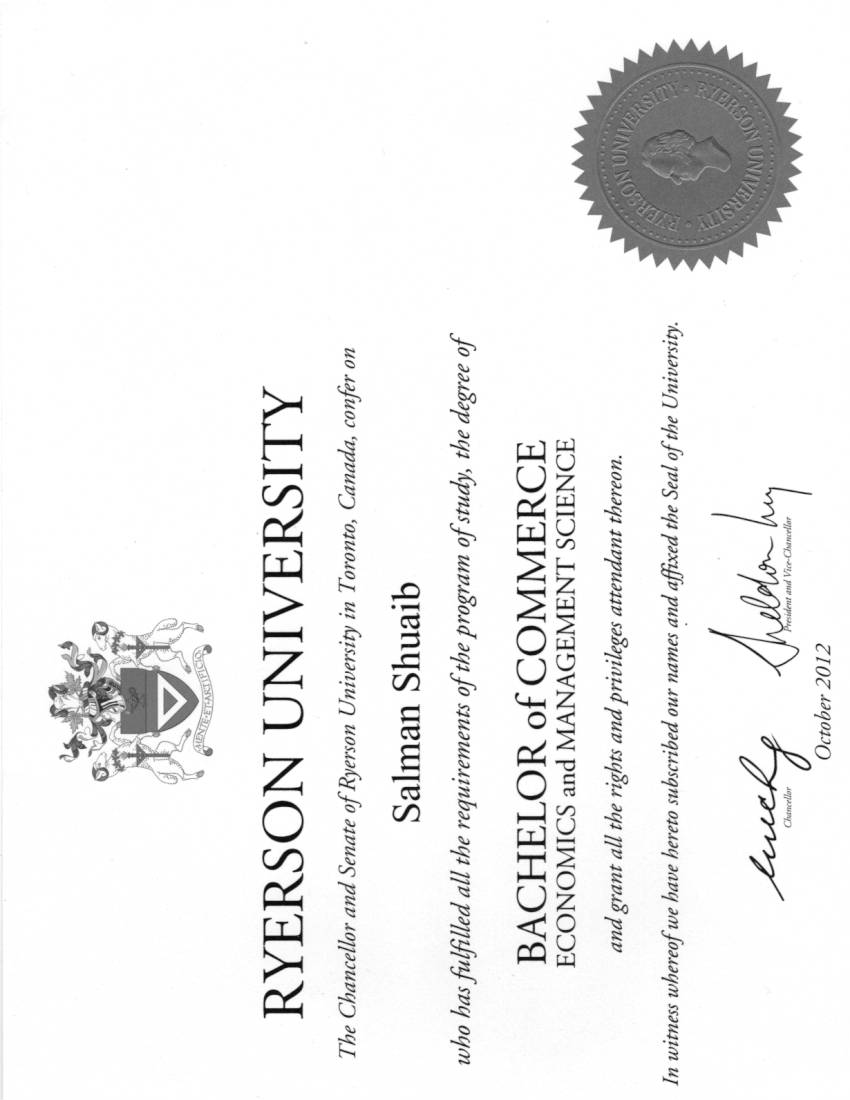 MENTE·ET·ARTIFICIO
RYERSON UNIVERSITY
The Chancellor and Senate of Ryerson University in Toronto, Canada, confer on
Salman Shuaib
who has fulfilled all the requirements of the program of study, the degree of
BACHELOR of COMMERCE
ECONOMICS and MANAGEMENT SCIENCE
and grant all the rights and privileges attendant thereon.
In witness whereof we have hereto subscribed our names and affixed the Seal of the University.
Sheldon
Chancellor
President and Vice-Chancellor
October 2012
RYERSON UNIVERSITY · RYERSON UNIVERSITY ·